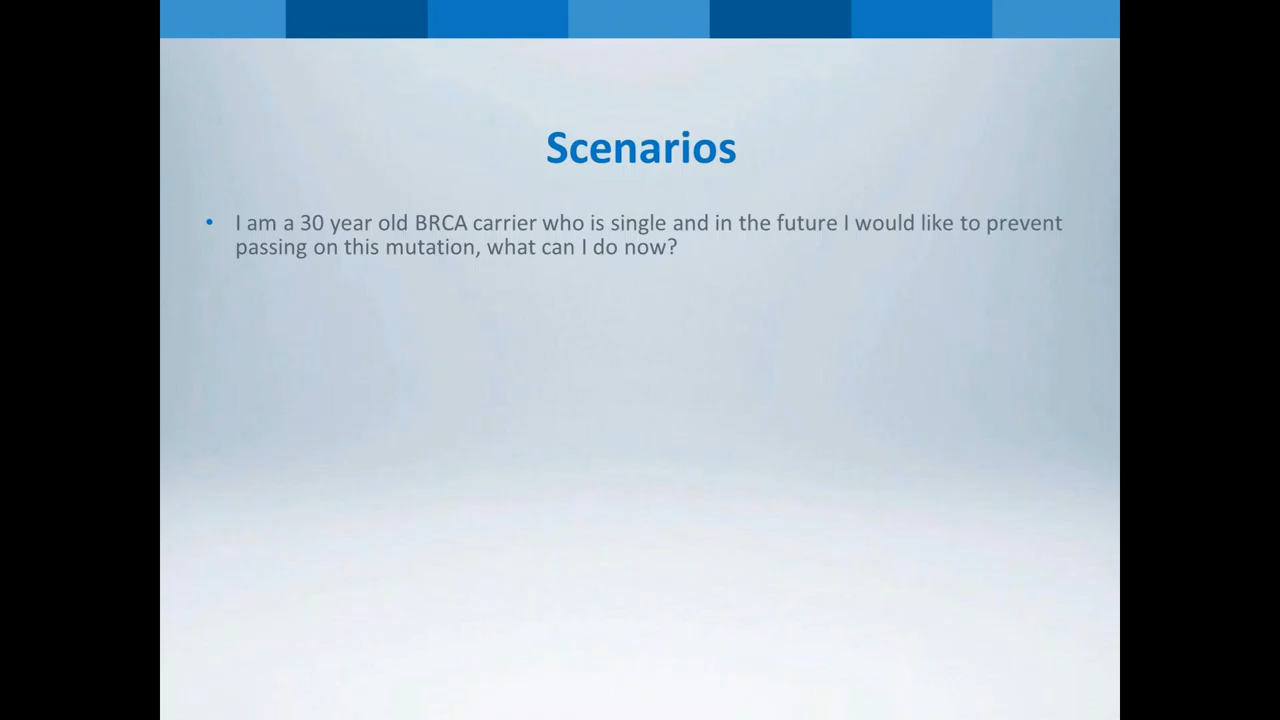 Scenarios
• I am a 30 year old BRCA carrier who is single and in the future I would like to prevent
passing on this mutation, what can I do now?